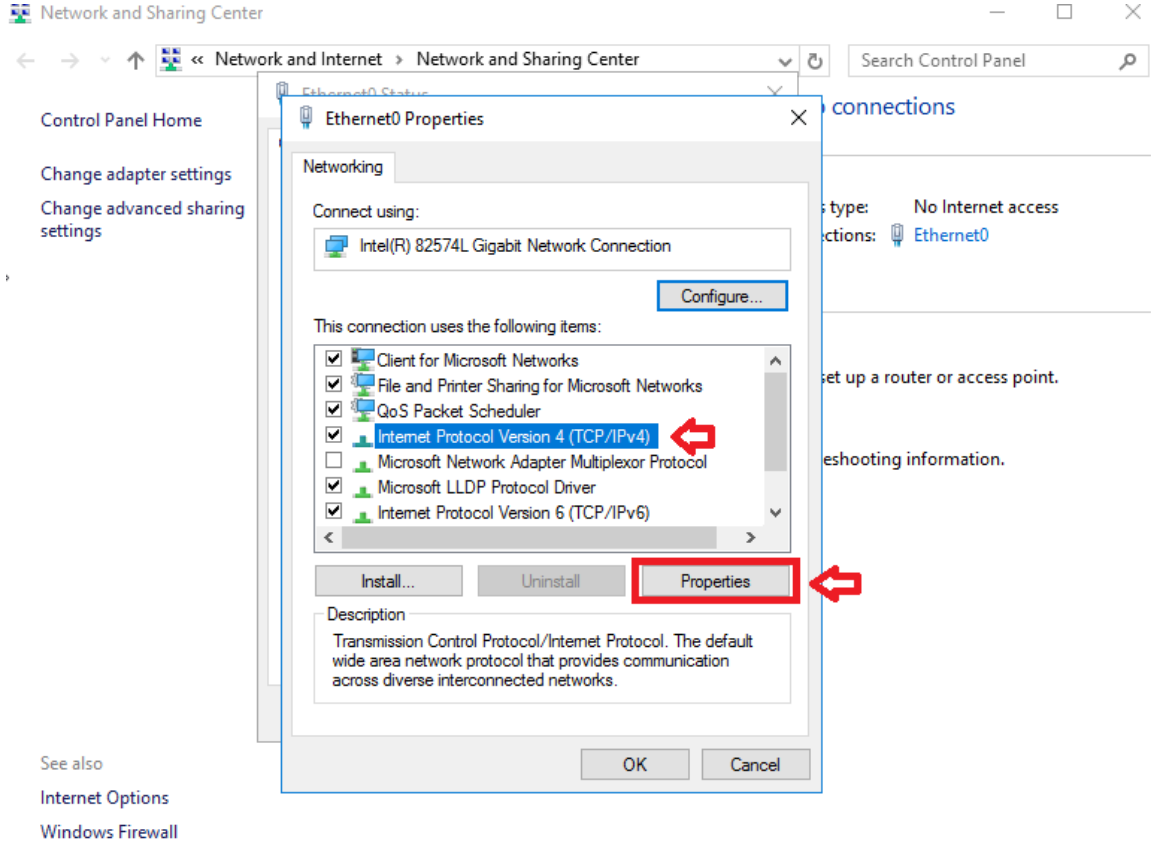 Network and Sharing Center
« Network and Internet > Network and Sharing Center
Search Control Panel
Control Panel Home
Change adapter settings
Change advanced sharing
settings
Ethernet0 Status
Ethernet0 Properties
Networking
Connect using:
Intel(R) 82574L Gigabit Network Connection
Configure...
This connection uses the following items:
Client for Microsoft Networks
File and Printer Sharing for Microsoft Networks
QoS Packet Scheduler
Internet Protocol Version 4 (TCP/IPv4)
Microsoft Network Adapter Multiplexor Protocol
Microsoft LLDP Protocol Driver
Internet Protocol Version 6 (TCP/IPv6)
Install...
Uninstall
Properties
Description
Transmission Control Protocol/Internet Protocol. The default
wide area network protocol that provides communication
across diverse interconnected networks.
OK
Cancel
connections
type: No Internet access
ctions: Ethernet0
set up a router or access point.
eshooting information.
See also
Internet Options
Windows Firewall